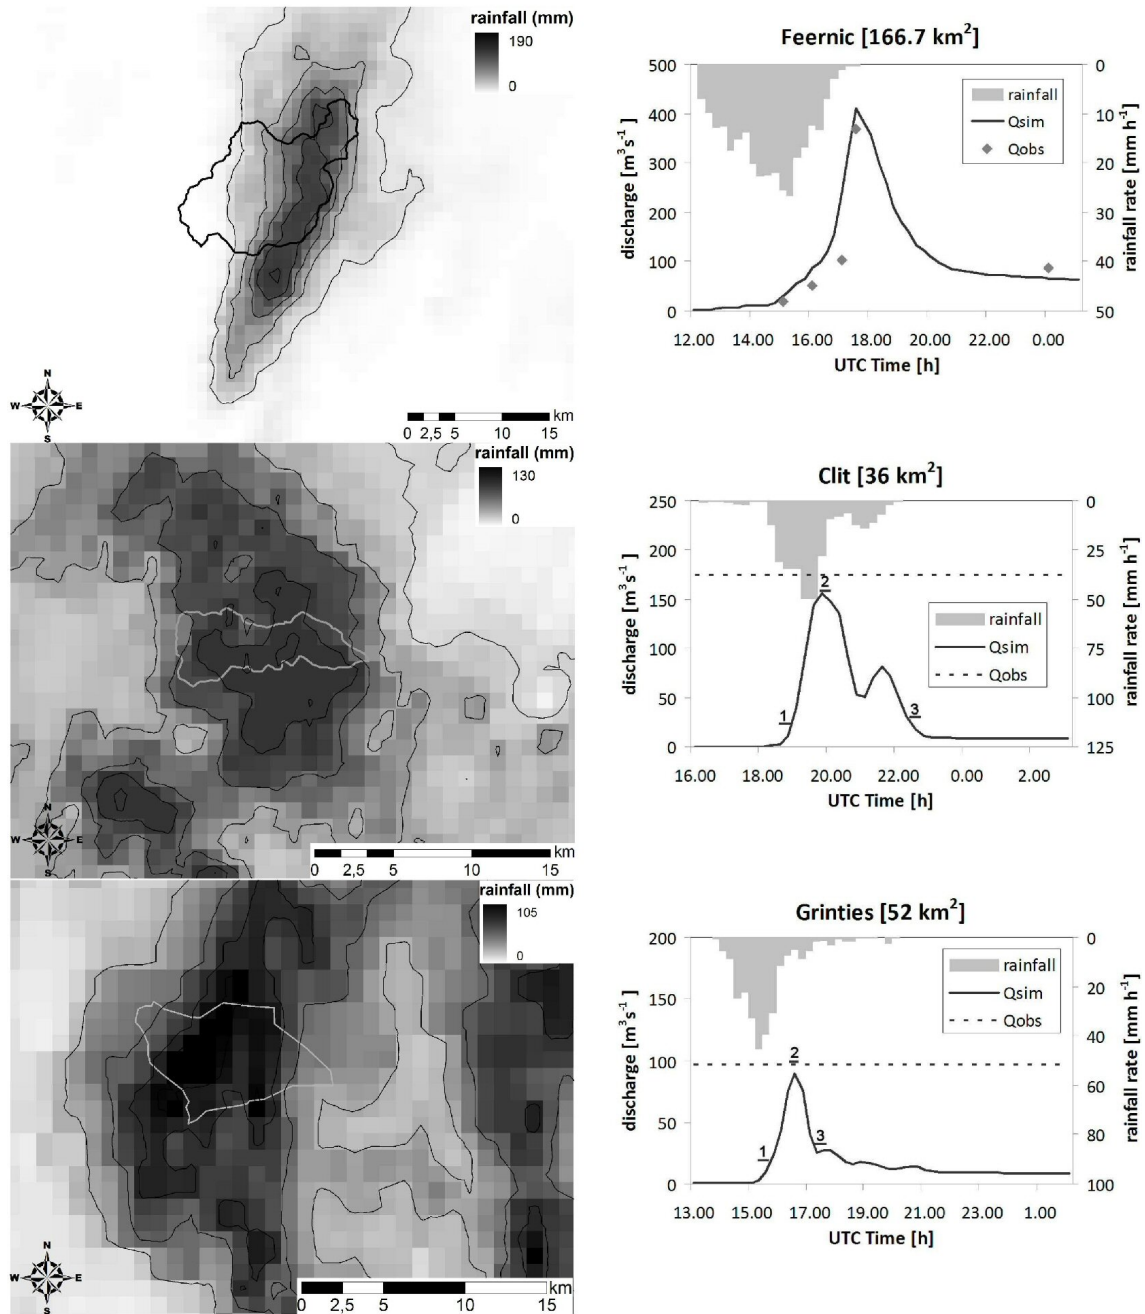 rainfall (mm)
190
0
N
W E
S
km
0 2,5 5 10 15
Feernic [166.7 km²]
500 0
400 10
300 20
200 30
100 40
0 50
rainfall
Qsim
Qobs
discharge [m³s⁻¹]
rainfall rate [mm h⁻¹]
12.00 14.00 16.00 18.00 20.00 22.00 0.00
UTC Time [h]
rainfall (mm)
130
0
N
W E
S
km
0 2,5 5 10 15
Clit [36 km²]
250 0
200 25
150 50
75
100
100
50
0 125
2
1
3
rainfall
Qsim
Qobs
discharge [m³s⁻¹]
rainfall rate [mm h⁻¹]
16.00 18.00 20.00 22.00 0.00 2.00
UTC Time [h]
rainfall (mm)
105
0
N
W E
S
km
0 2,5 5 10 15
Grinties [52 km²]
200 0
20
150
40
100
60
50
80
0 100
2
1
3
rainfall
Qsim
Qobs
discharge [m³s⁻¹]
rainfall rate [mm h⁻¹]
13.00 15.00 17.00 19.00 21.00 23.00 1.00
UTC Time [h]